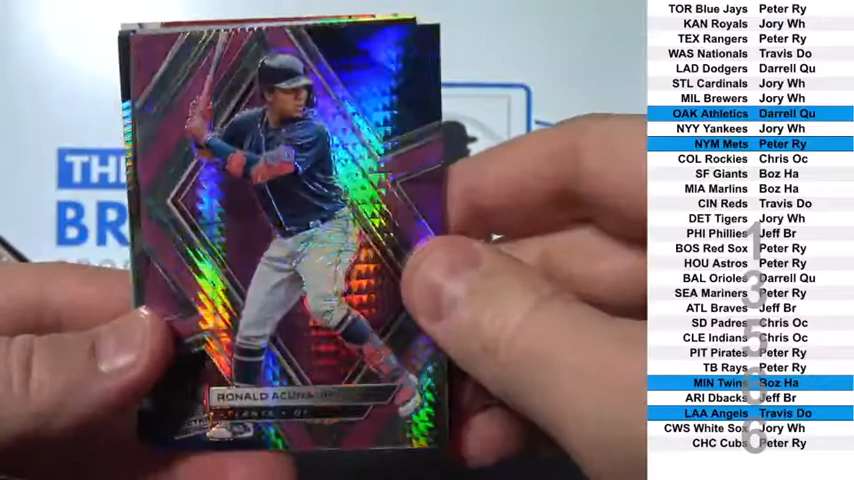 THE
BR
RONALD ACUNA JR.
TOR Blue Jays Peter Ry
KAN Royals Jory Wh
TEX Rangers Peter Ry
WAS Nationals Travis Do
LAD Dodgers Darrell Qu
STL Cardinals Jory Wh
MIL Brewers Jory Wh
OAK Athletics Darrell Qu
NYY Yankees Jory Wh
NYM Mets Peter Ry
COL Rockies Chris Oc
SF Giants Boz Ha
MIA Marlins Boz Ha
CIN Reds Travis Do
DET Tigers Jory Wh
PHI Phillies Jeff Br
BOS Red Sox Peter Ry
HOU Astros Peter Ry
BAL Orioles Darrell Qu
SEA Mariners Peter Ry
ATL Braves Jeff Br
SD Padres Chris Oc
CLE Indians Chris Oc
PIT Pirates Peter Ry
TB Rays Peter Ry
MIN Twins Boz Ha
ARI Dbacks Jeff Br
LAA Angels Travis Do
CWS White Sox Jory Wh
CHC Cubs Peter Ry